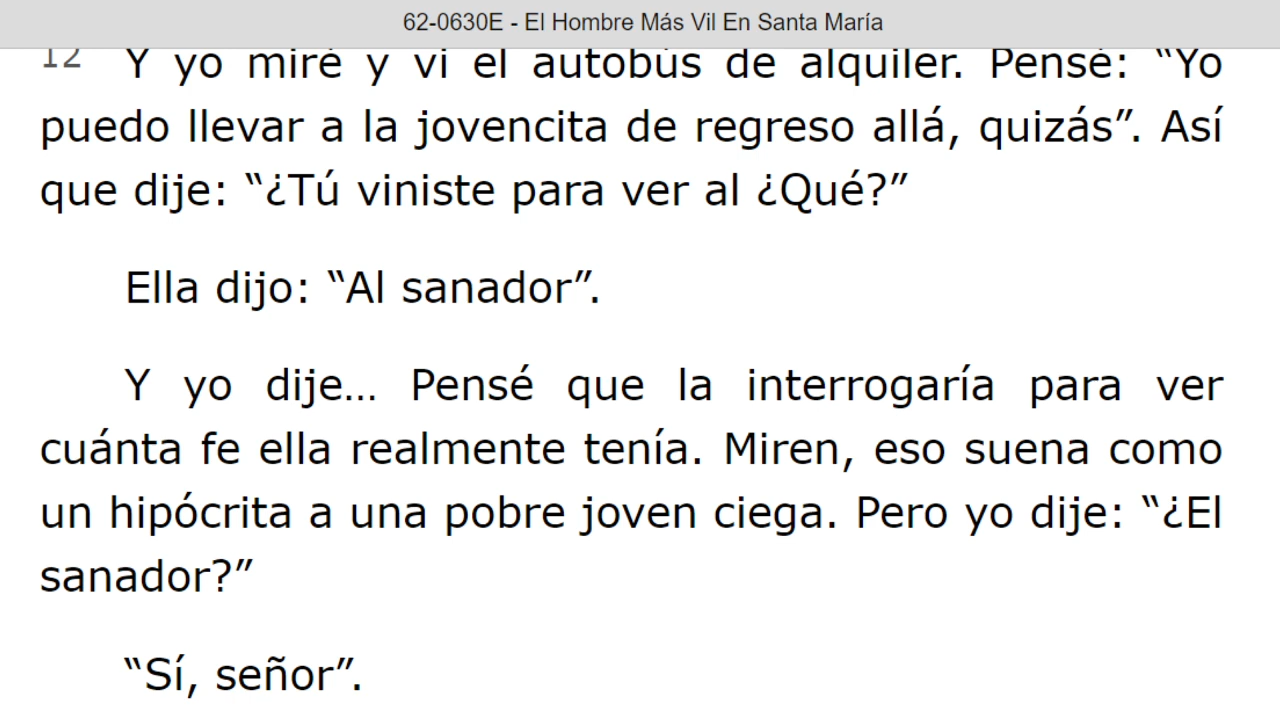 62-0630E - El Hombre Más Vil En Santa María
12 Y yo miré y vi el autobús de alquiler. Pensé: “Yo
puedo llevar a la jovencita de regreso allá, quizás”. Así
que dije: “¿Tú viniste para ver al ¿Qué?”
Ella dijo: “Al sanador”.
Y yo dije… Pensé que la interrogaría para ver
cuánta fe ella realmente tenía. Miren, eso suena como
un hipócrita a una pobre joven ciega. Pero yo dije: “¿El
sanador?”
“Sí, señor”.